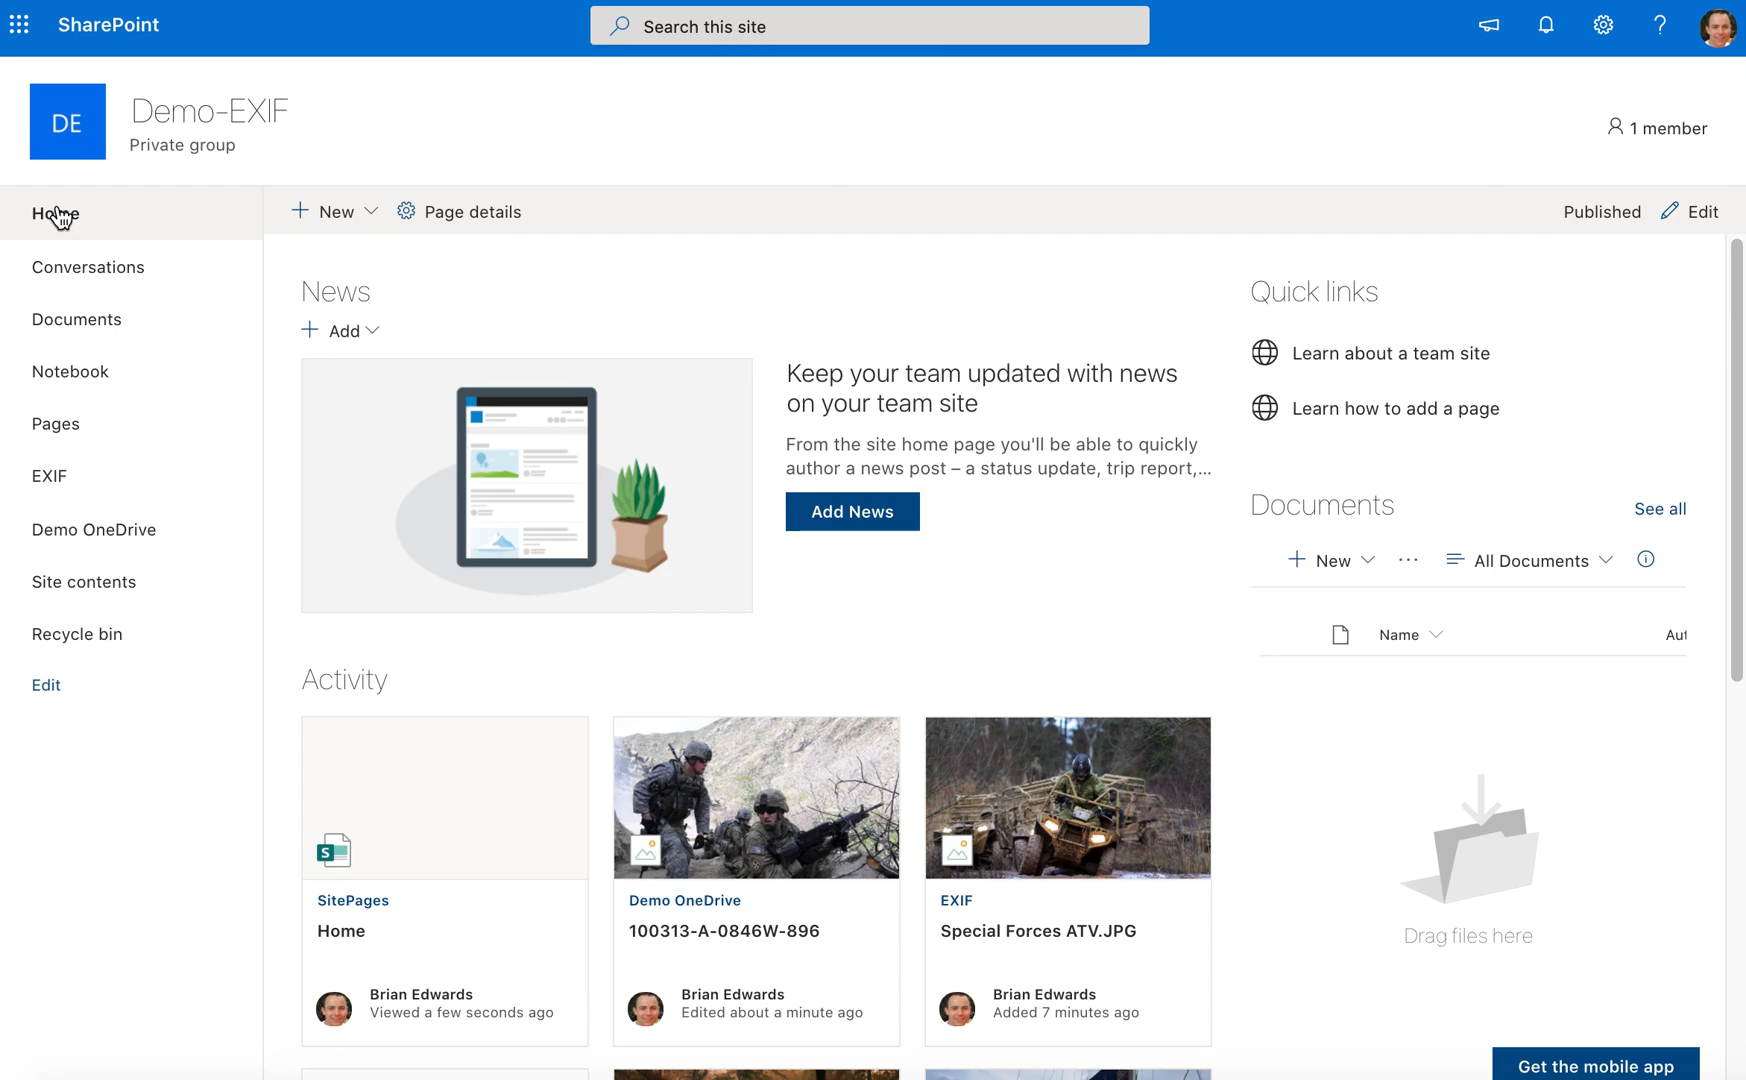 SharePoint
Search this site
DE
Demo-EXIF
Private group
1 member
Home
Conversations
Documents
Notebook
Pages
EXIF
Demo OneDrive
Site contents
Recycle bin
Edit
New
Page details
Published
Edit
News
Add
Keep your team updated with news
on your team site
From the site home page you'll be able to quickly
author a news post – a status update, trip report,...
Add News
Activity
SitePages
Home
Brian Edwards
Viewed a few seconds ago
Demo OneDrive
100313-A-0846W-896
Brian Edwards
Edited about a minute ago
EXIF
Special Forces ATV.JPG
Brian Edwards
Added 7 minutes ago
Quick links
Learn about a team site
Learn how to add a page
Documents
See all
New
All Documents
Name
Aut
Drag files here
Get the mobile app